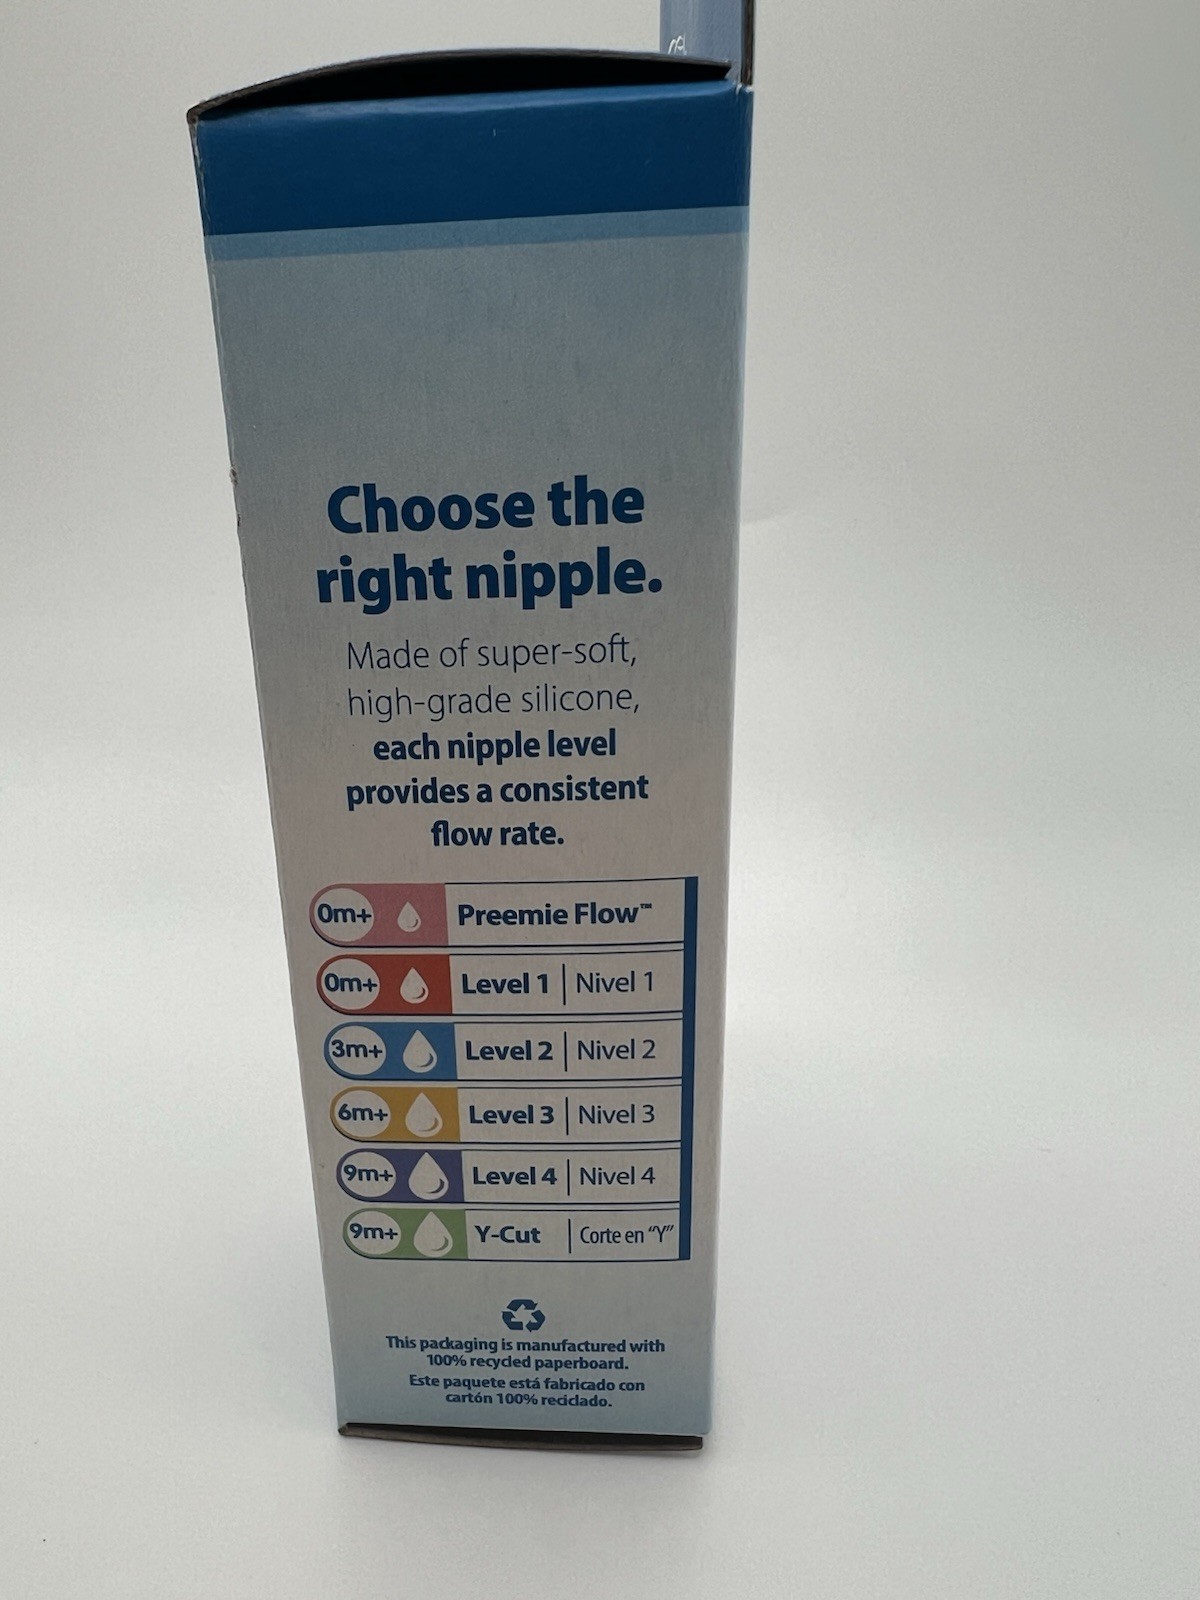 Choose the
right nipple.
Made of super-soft,
high-grade silicone,
each nipple level
provides a consistent
flow rate.
0m+ Preemie Flow™
0m+ Level 1 | Nivel 1
3m+ Level 2 | Nivel 2
6m+ Level 3 | Nivel 3
9m+ Level 4 | Nivel 4
9m+ Y-Cut | Corte en “Y”
This packaging is manufactured with
100% recycled paperboard.
Este paquete está fabricado con
cartón 100% reciclado.